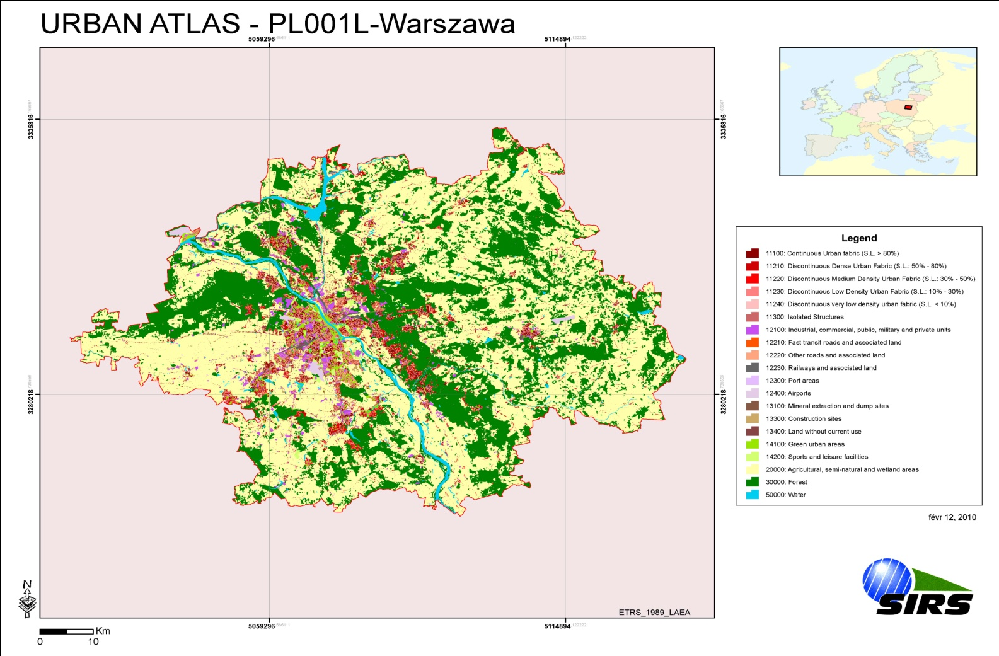 URBAN ATLAS - PL001L-Warszawa
5059296
5114894
3335816
3335816
3280218
3280218
Legend
11100: Continuous Urban fabric (S.L. > 80%)
11210: Discontinuous Dense Urban Fabric (S.L.: 50% - 80%)
11220: Discontinuous Medium Density Urban Fabric (S.L.: 30% - 50%)
11230: Discontinuous Low Density Urban Fabric (S.L.: 10% - 30%)
11240: Discontinuous very low density urban fabric (S.L. < 10%)
11300: Isolated Structures
12100: Industrial, commercial, public, military and private units
12210: Fast transit roads and associated land
12220: Other roads and associated land
12230: Railways and associated land
12300: Port areas
12400: Airports
13100: Mineral extraction and dump sites
13300: Construction sites
13400: Land without current use
14100: Green urban areas
14200: Sports and leisure facilities
20000: Agricultural, semi-natural and wetland areas
30000: Forest
50000: Water
févr 12, 2010
SIRS
N
ETRS_1989_LAEA
5059296
5114894
Km
0 10